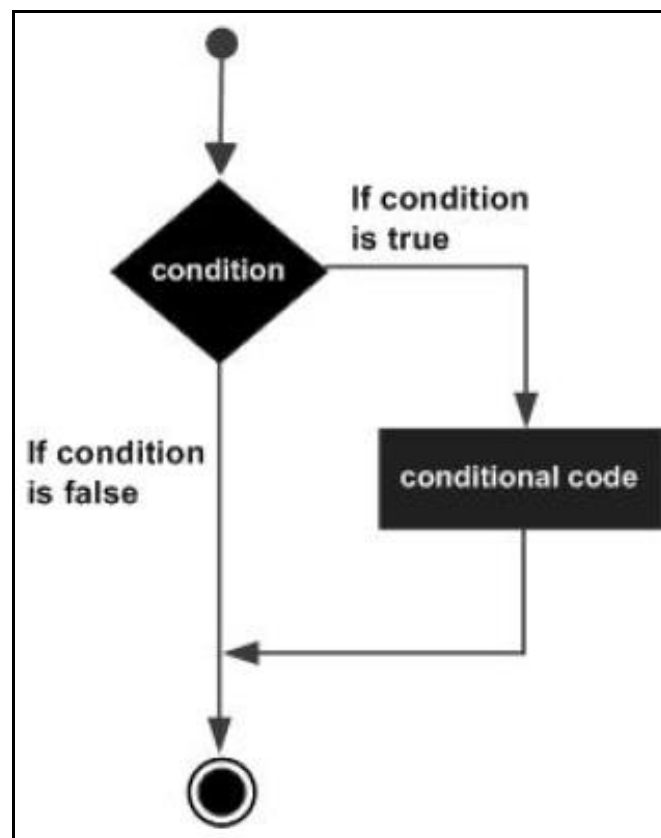 If condition
is true
condition
If condition
is false
conditional code